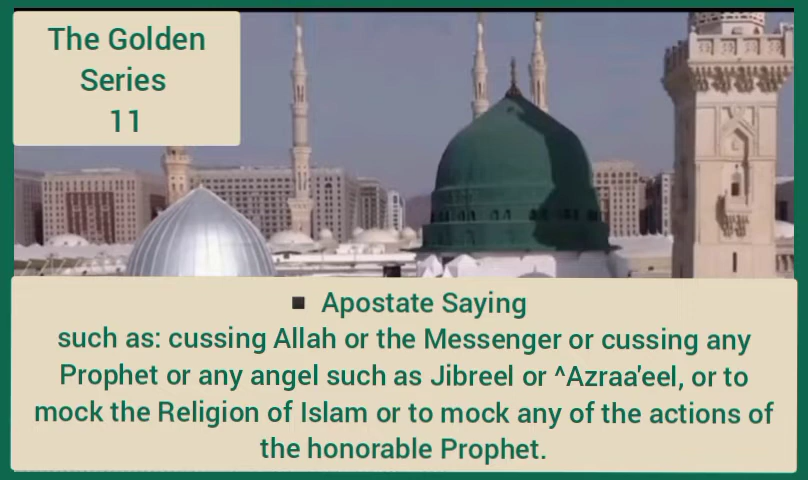 The Golden
Series
11
▪ Apostate Saying
such as: cussing Allah or the Messenger or cussing any
Prophet or any angel such as Jibreel or ^Azraa'eel, or to
mock the Religion of Islam or to mock any of the actions of
the honorable Prophet.